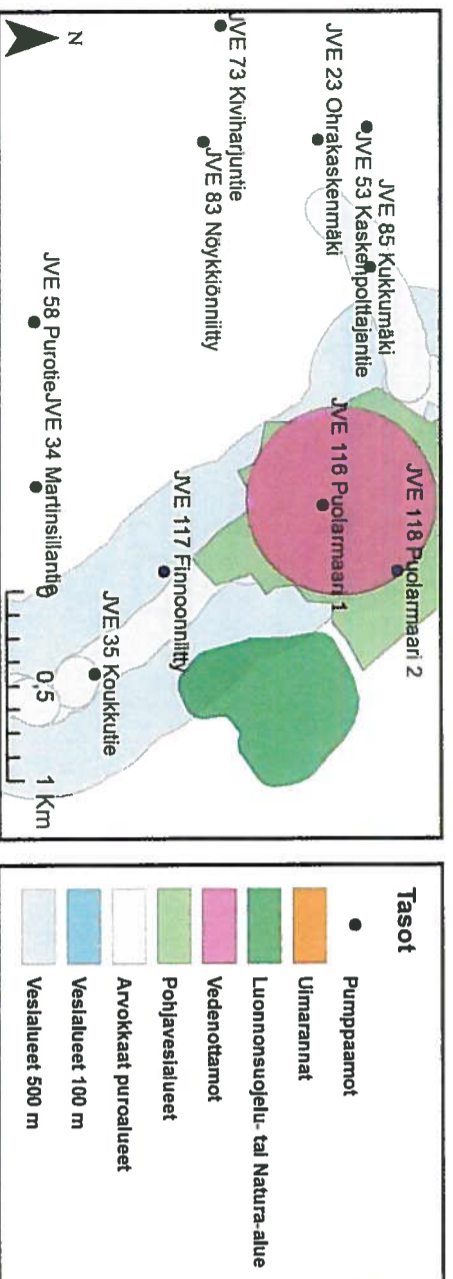 JVE 118 Puolarmaari 2
JVE 85 Kukkumäki
JVE 53 Kaskenpolttajantie
JVE 23 Ohrakaskenmäki
JVE 116 Puolarmaari 1
JVE 73 Kiviharjuntie
JVE 83 Nöykkiönniitty
JVE 117 Finnoonniitty
JVE 35 Koukkutie
JVE 58 Purotie
JVE 34 Martinsillantie
N
0 0,5 1 Km
Tasot
Pumppaamot
Uimarannat
Luonnonsuojelu- tai Natura-alue
Vedenottamot
Pohjavesialueet
Arvokkaat puroalueet
Vesialueet 100 m
Vesialueet 500 m